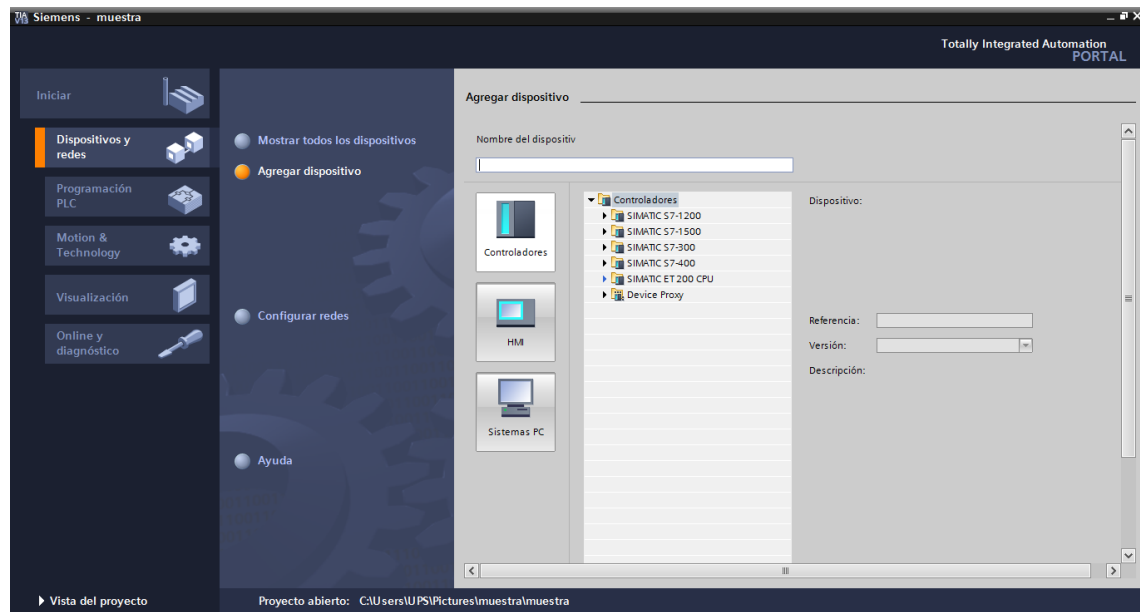 TIA
V13
Siemens - muestra
Totally Integrated Automation
PORTAL
Iniciar
Dispositivos y
redes
Programación
PLC
Motion &
Technology
Visualización
Online y
diagnóstico
Mostrar todos los dispositivos
Agregar dispositivo
Configurar redes
Ayuda
Agregar dispositivo
Nombre del dispositiv
Controladores
HMI
Sistemas PC
Controladores
SIMATIC S7-1200
SIMATIC S7-1500
SIMATIC S7-300
SIMATIC S7-400
SIMATIC ET 200 CPU
Device Proxy
Dispositivo:
Referencia:
Versión:
Descripción:
Vista del proyecto
Proyecto abierto: C:\Users\UPS\Pictures\muestra\muestra